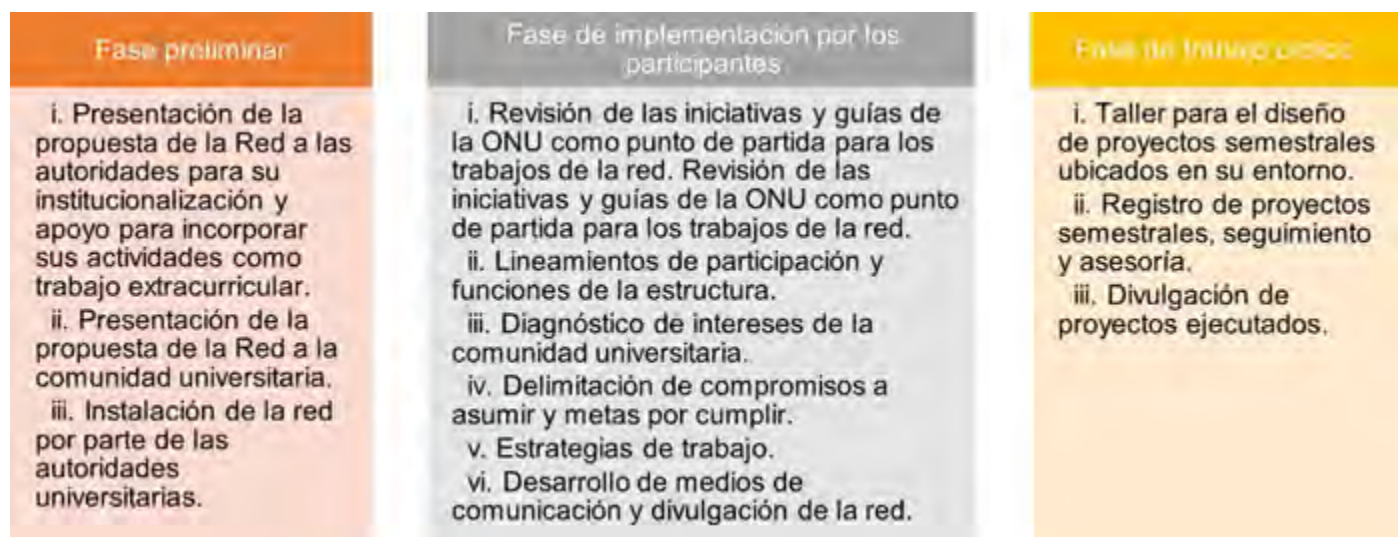 Fase preliminar
i. Presentación de la
propuesta de la Red a las
autoridades para su
institucionalización y
apoyo para incorporar
sus actividades como
trabajo extracurricular.
ii. Presentación de la
propuesta de la Red a la
comunidad universitaria.
iii. Instalación de la red
por parte de las
autoridades
universitarias.
Fase de implementación por los
participantes
i. Revisión de las iniciativas y guías de
la ONU como punto de partida para los
trabajos de la red. Revisión de las
iniciativas y guías de la ONU como punto
de partida para los trabajos de la red.
ii. Lineamientos de participación y
funciones de la estructura.
iii. Diagnóstico de intereses de la
comunidad universitaria.
iv. Delimitación de compromisos a
asumir y metas por cumplir.
v. Estrategias de trabajo.
vi. Desarrollo de medios de
comunicación y divulgación de la red.
Fase de trabajo
i. Taller para el diseño
de proyectos semestrales
ubicados en su entorno.
ii. Registro de proyectos
semestrales, seguimiento
y asesoría.
iii. Divulgación de
proyectos ejecutados.